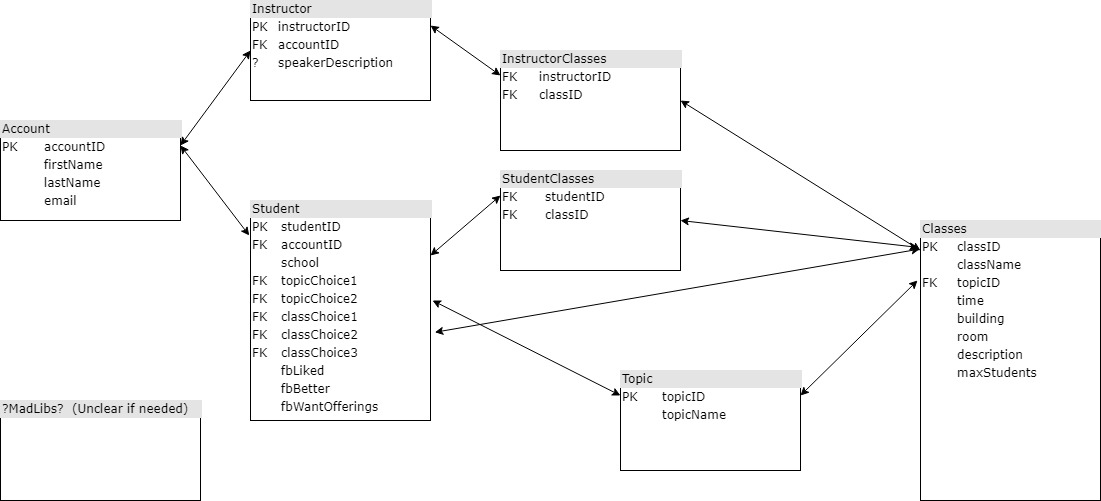 Instructor
PK instructorID
FK accountID
? speakerDescription
InstructorClasses
FK instructorID
FK classID
Account
PK accountID
firstName
lastName
email
StudentClasses
FK studentID
FK classID
Student
PK studentID
FK accountID
school
FK topicChoice1
FK topicChoice2
FK classChoice1
FK classChoice2
FK classChoice3
fbLiked
fbBetter
fbWantOfferings
Classes
PK classID
className
FK topicID
time
building
room
description
maxStudents
Topic
PK topicID
topicName
?MadLibs? (Unclear if needed)